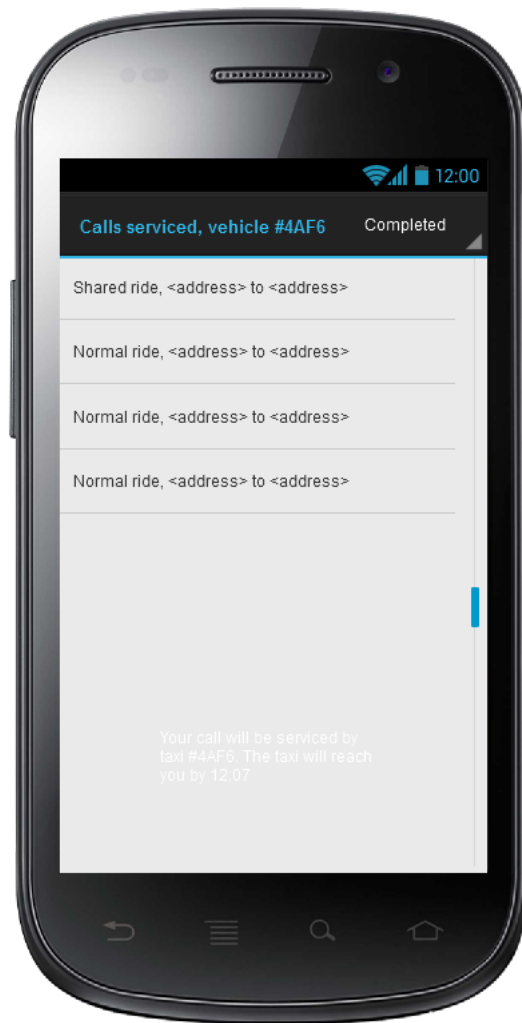 12:00
Calls serviced, vehicle #4AF6
Completed
Shared ride, <address> to <address>
Normal ride, <address> to <address>
Normal ride, <address> to <address>
Normal ride, <address> to <address>
Your call will be serviced by
taxi #4AF6. The taxi will reach
you by 12:07